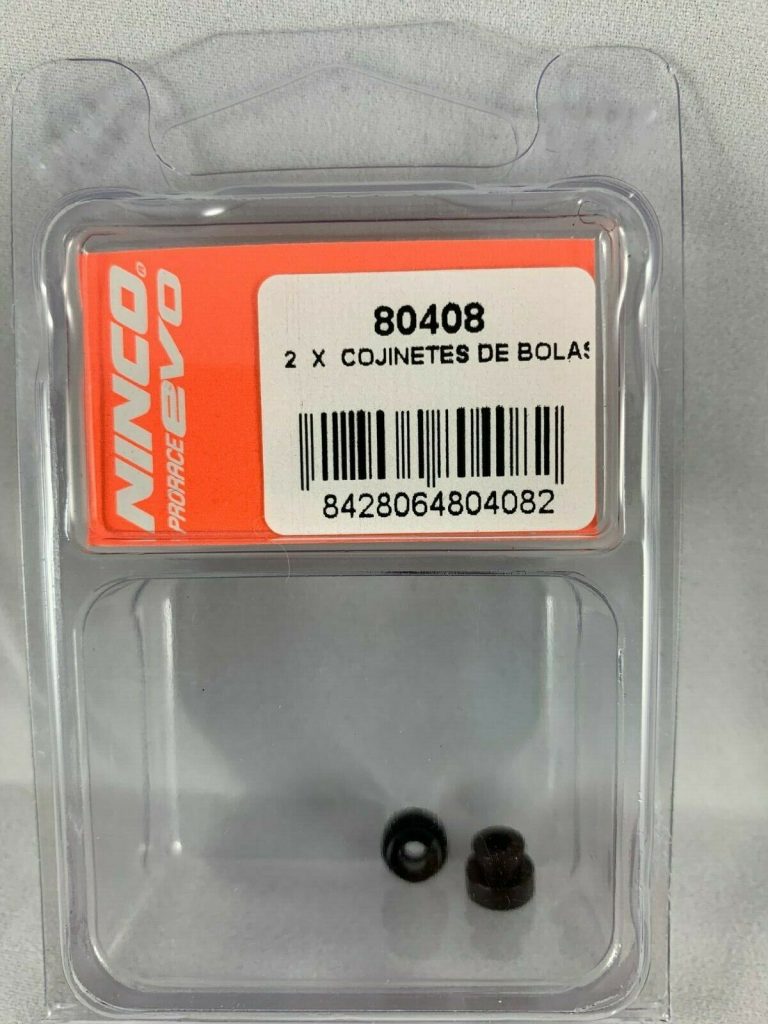 NINCO®
PRORACE evo
80408
2 X COJINETES DE BOLAS
8428064804082